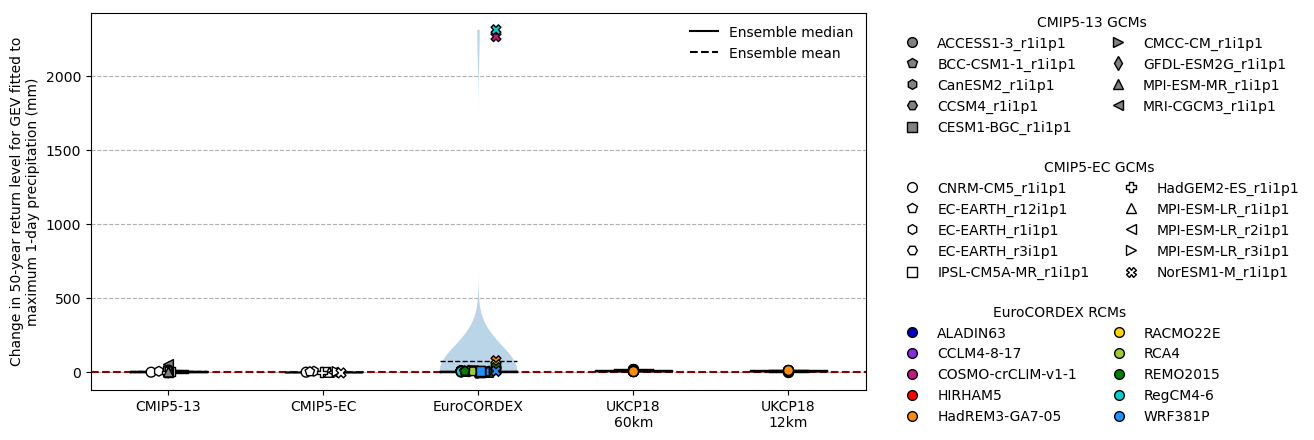 Change in 50-year return level for GEV fitted to
maximum 1-day precipitation (mm)
2000
1500
1000
500
0
CMIP5-13
CMIP5-EC
EuroCORDEX
UKCP18
60km
UKCP18
12km
Ensemble median
Ensemble mean
CMIP5-13 GCMs
ACCESS1-3_r1i1p1
BCC-CSM1-1_r1i1p1
CanESM2_r1i1p1
CCSM4_r1i1p1
CESM1-BGC_r1i1p1
CMCC-CM_r1i1p1
GFDL-ESM2G_r1i1p1
MPI-ESM-MR_r1i1p1
MRI-CGCM3_r1i1p1
CMIP5-EC GCMs
CNRM-CM5_r1i1p1
EC-EARTH_r12i1p1
EC-EARTH_r1i1p1
EC-EARTH_r3i1p1
IPSL-CM5A-MR_r1i1p1
HadGEM2-ES_r1i1p1
MPI-ESM-LR_r1i1p1
MPI-ESM-LR_r2i1p1
MPI-ESM-LR_r3i1p1
NorESM1-M_r1i1p1
EuroCORDEX RCMs
ALADIN63
CCLM4-8-17
COSMO-crCLIM-v1-1
HIRHAM5
HadREM3-GA7-05
RACMO22E
RCA4
REMO2015
RegCM4-6
WRF381P